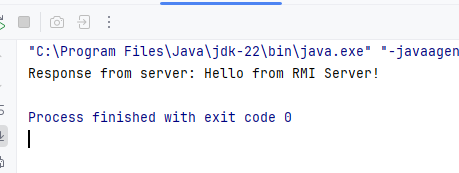 "C:\Program Files\Java\jdk-22\bin\java.exe" "-javaagen
Response from server: Hello from RMI Server!
Process finished with exit code 0